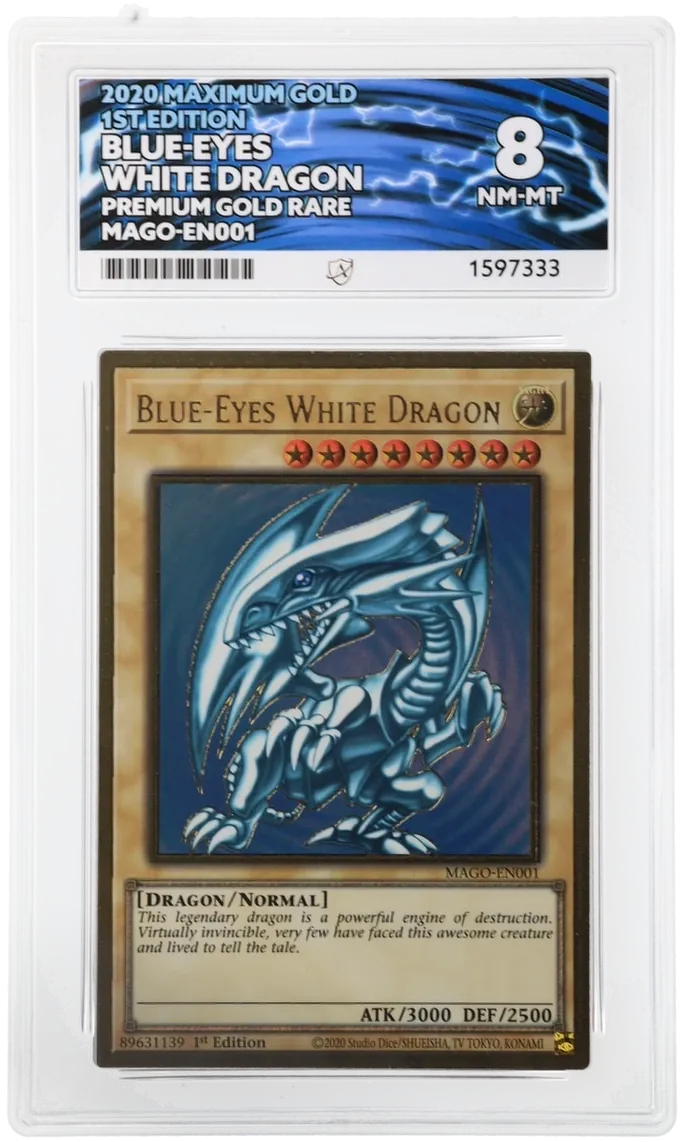 2020 MAXIMUM GOLD
1ST EDITION
BLUE-EYES
WHITE DRAGON
PREMIUM GOLD RARE
MAGO-EN001
8
NM-MT
1597333
BLUE-EYES WHITE DRAGON
MAGO-EN001
[DRAGON/NORMAL]
This legendary dragon is a powerful engine of destruction.
Virtually invincible, very few have faced this awesome creature
and lived to tell the tale.
ATK/3000 DEF/2500
89631139 1st Edition ©2020 Studio Dice/SHUEISHA, TV TOKYO, KONAMI